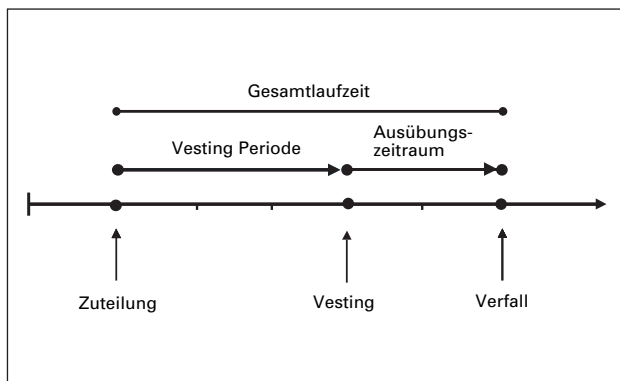 Gesamtlaufzeit
Vesting Periode
Ausübungs-
zeitraum
Zuteilung
Vesting
Verfall